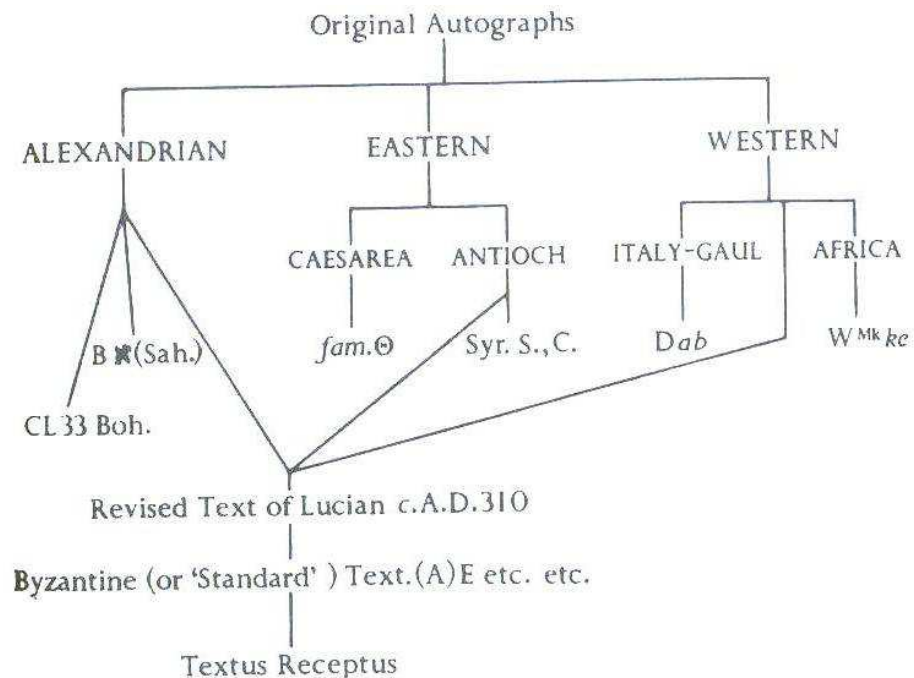 Original Autographs
ALEXANDRIAN EASTERN WESTERN
CAESAREA ANTIOCH ITALY-GAUL AFRICA
B א (Sah.) fam.Θ Syr. S., C. Dab W Mk ke
CL 33 Boh.
Revised Text of Lucian c.A.D.310
Byzantine (or ‘Standard’ ) Text.(A)E etc. etc.
Textus Receptus